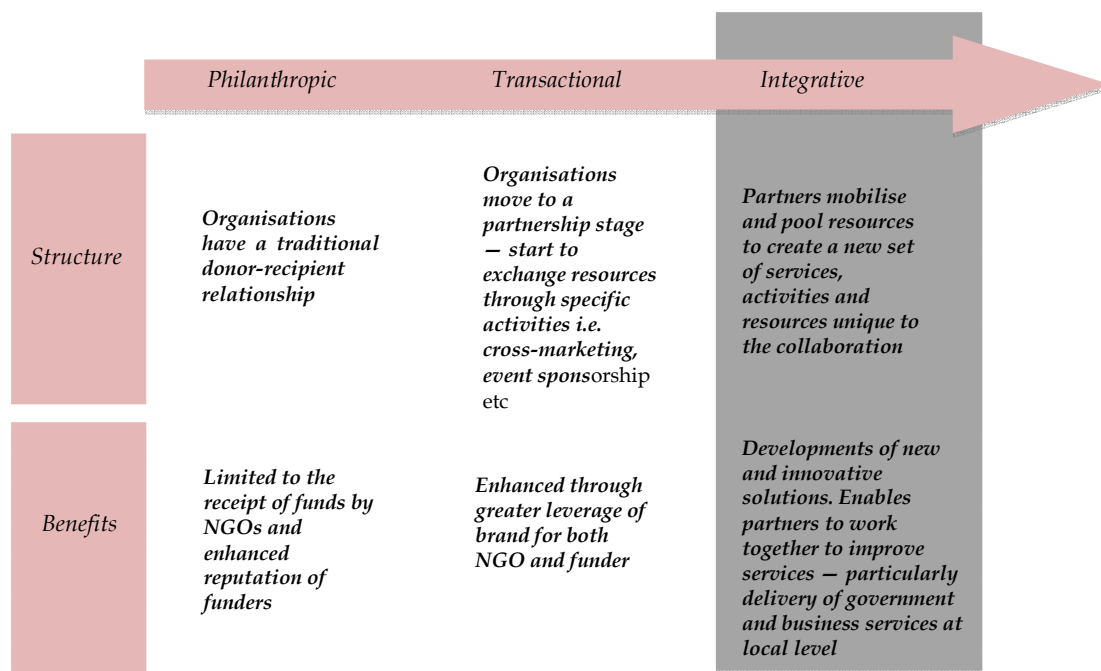 Philanthropic
Transactional
Integrative
Structure
Organisations
have a traditional
donor-recipient
relationship
Organisations
move to a
partnership stage
— start to
exchange resources
through specific
activities i.e.
cross-marketing,
event sponsorship
etc
Partners mobilise
and pool resources
to create a new set
of services,
activities and
resources unique to
the collaboration
Benefits
Limited to the
receipt of funds by
NGOs and
enhanced
reputation of
funders
Enhanced through
greater leverage of
brand for both
NGO and funder
Developments of new
and innovative
solutions. Enables
partners to work
together to improve
services — particularly
delivery of government
and business services at
local level